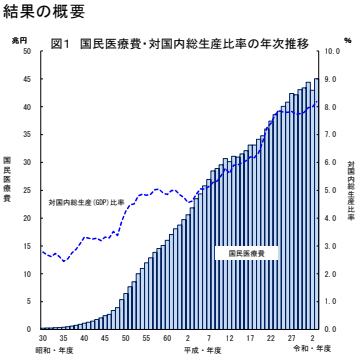 結果の概要
兆円
図1 国民医療費・対国内総生産比率の年次推移
%
50
45
40
35
30
25
20
15
10
5
0
国民医療費
対国内総生産(GDP)比率
国民医療費
10.0
9.0
8.0
7.0
6.0
5.0
4.0
3.0
2.0
1.0
0.0
対国内総生産比率
30 35 40 45 50 55 60 2 7 12 17 22 27 2
昭和・年度 平成・年度 令和・年度